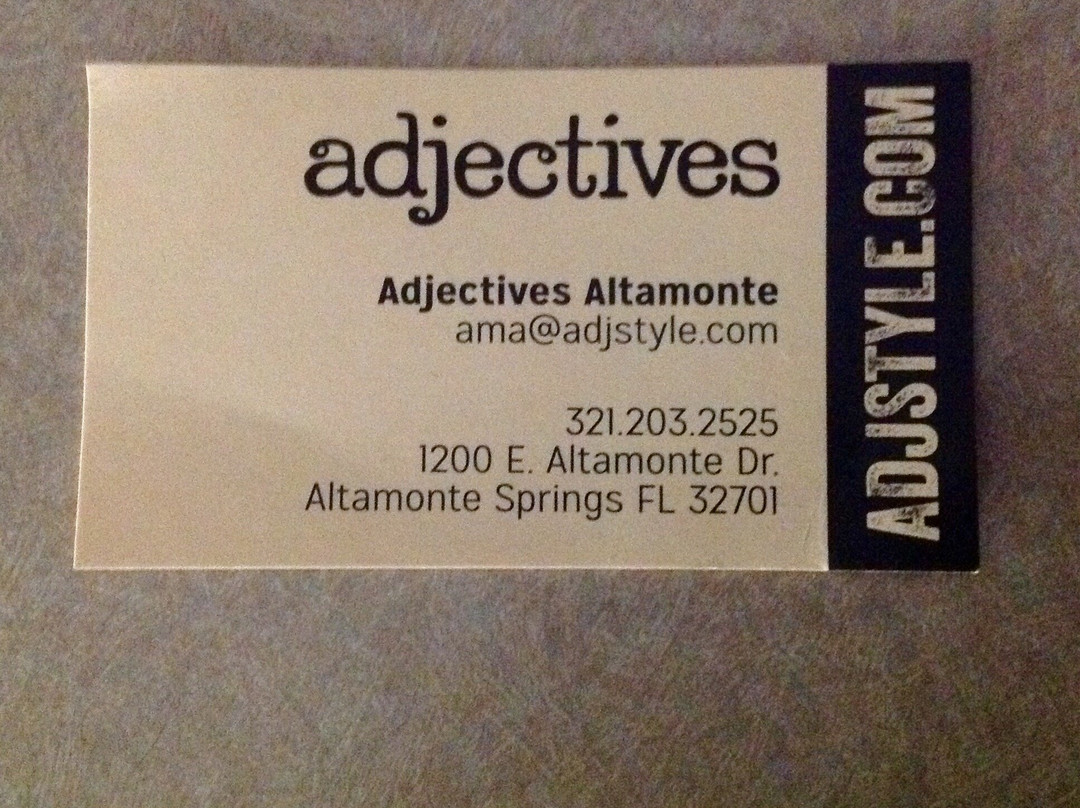 adjectives
Adjectives Altamonte
ama@adjstyle.com
321.203.2525
1200 E. Altamonte Dr.
Altamonte Springs FL 32701
ADJSTYLE.COM